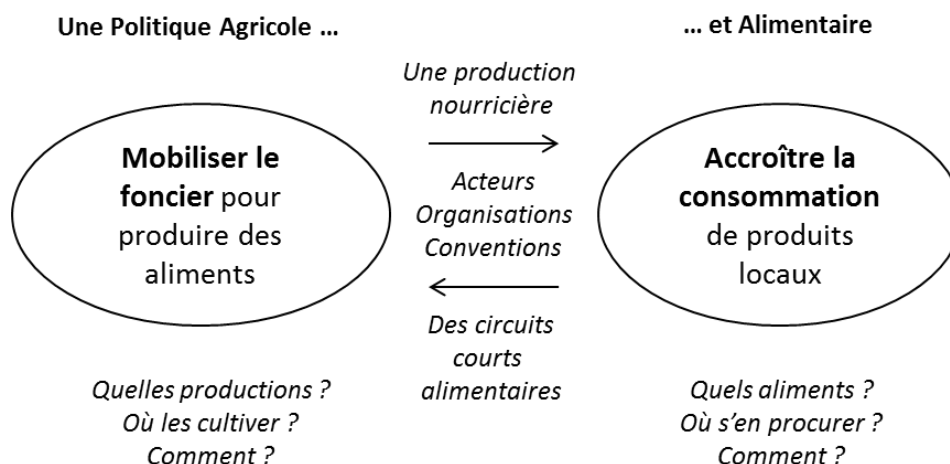 Une Politique Agricole ...
... et Alimentaire
Une production
nourricière
Mobiliser le
foncier pour
produire des
aliments
Acteurs
Organisations
Conventions
Accroître la
consommation
de produits
locaux
Des circuits
courts
alimentaires
Quelles productions ?
Où les cultiver ?
Comment ?
Quels aliments ?
Où s'en procurer ?
Comment ?